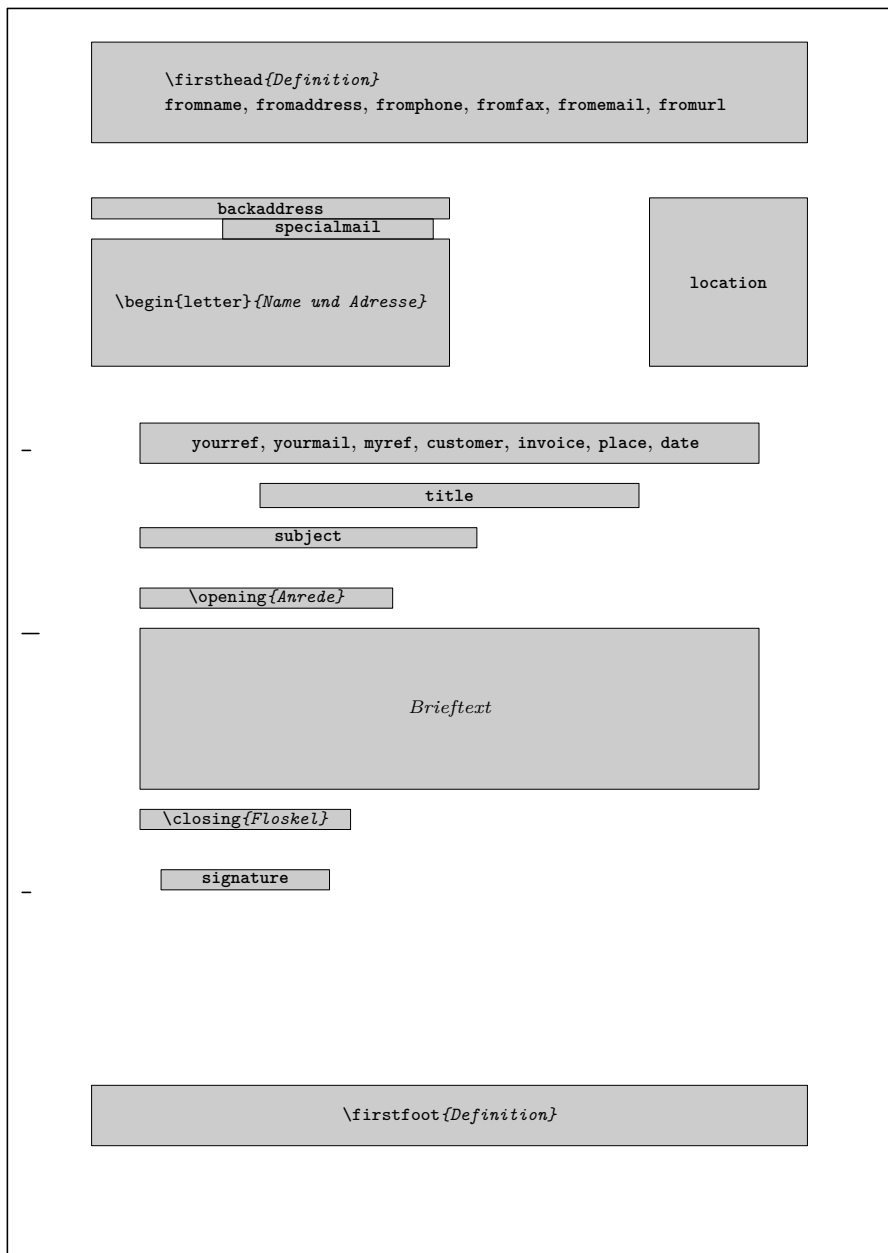 \firsthead{Definition}
fromname, fromaddress, fromphone, fromfax, fromemail, fromurl
backaddress
specialmail
\begin{letter}{Name und Adresse}
location
yourref, yourmail, myref, customer, invoice, place, date
title
subject
\opening{Anrede}
Brieftext
\closing{Floskel}
signature
\firstfoot{Definition}